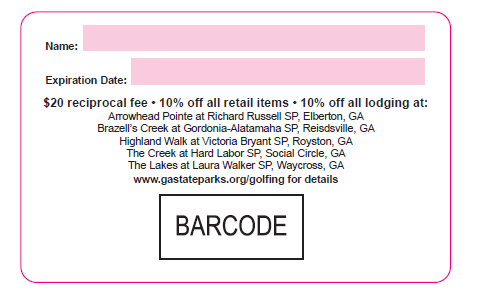 Name:
Expiration Date:
$20 reciprocal fee • 10% off all retail items • 10% off all lodging at:
Arrowhead Pointe at Richard Russell SP, Elberton, GA
Brazell's Creek at Gordonia-Alatamaha SP, Reisdsville, GA
Highland Walk at Victoria Bryant SP, Royston, GA
The Creek at Hard Labor SP, Social Circle, GA
The Lakes at Laura Walker SP, Waycross, GA
www.gastateparks.org/golfing for details
BARCODE